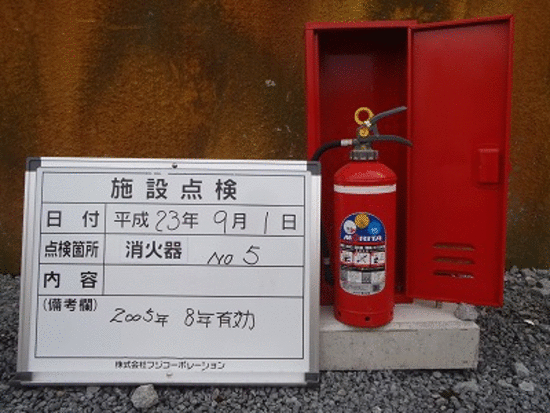 施設点検
日付 平成23年 9月 1日
点検箇所 消火器 NO 5
内容
(備考欄) 2005年 8年有効
株式会社フジコーポレーション
MORITA